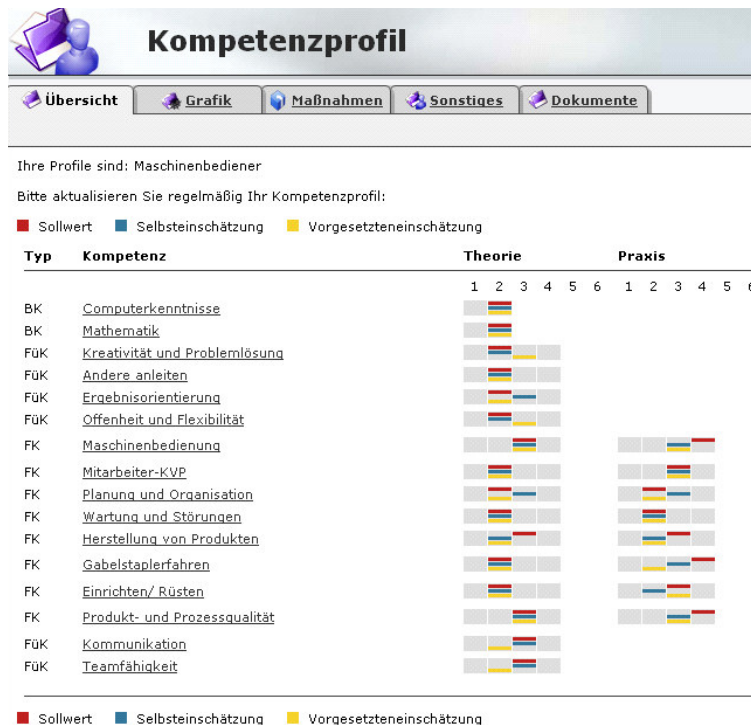 Kompetenzprofil
Übersicht Grafik Maßnahmen Sonstiges Dokumente
Ihre Profile sind: Maschinenbediener
Bitte aktualisieren Sie regelmäßig Ihr Kompetenzprofil:
Sollwert Selbsteinschätzung Vorgesetzteneinschätzung
Typ Kompetenz Theorie Praxis
1 2 3 4 5 6 1 2 3 4 5 6
BK Computerkenntnisse
BK Mathematik
FüK Kreativität und Problemlösung
FüK Andere anleiten
FüK Ergebnisorientierung
FüK Offenheit und Flexibilität
FK Maschinenbedienung
FK Mitarbeiter-KVP
FK Planung und Organisation
FK Wartung und Störungen
FK Herstellung von Produkten
FK Gabelstaplerfahren
FK Einrichten/ Rüsten
FK Produkt- und Prozessqualität
FüK Kommunikation
FüK Teamfähigkeit
Sollwert Selbsteinschätzung Vorgesetzteneinschätzung